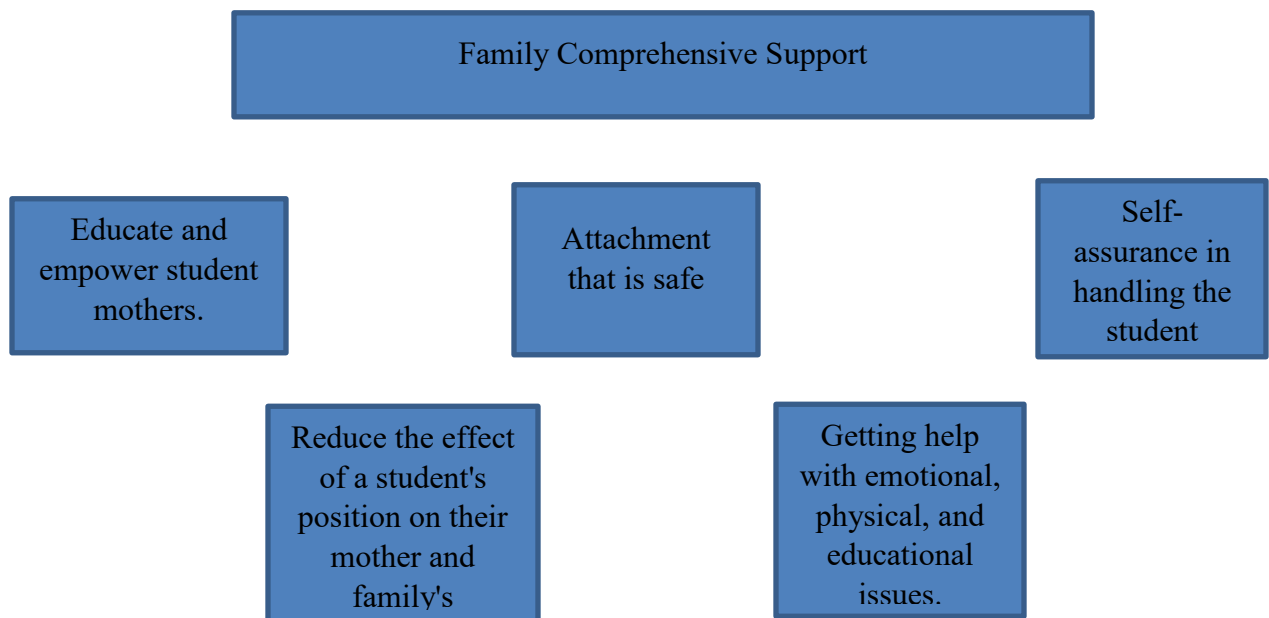 Family Comprehensive Support
Educate and
empower student
mothers.
Attachment
that is safe
Self-
assurance in
handling the
student
Reduce the effect
of a student's
position on their
mother and
family's
Getting help
with emotional,
physical, and
educational
issues.